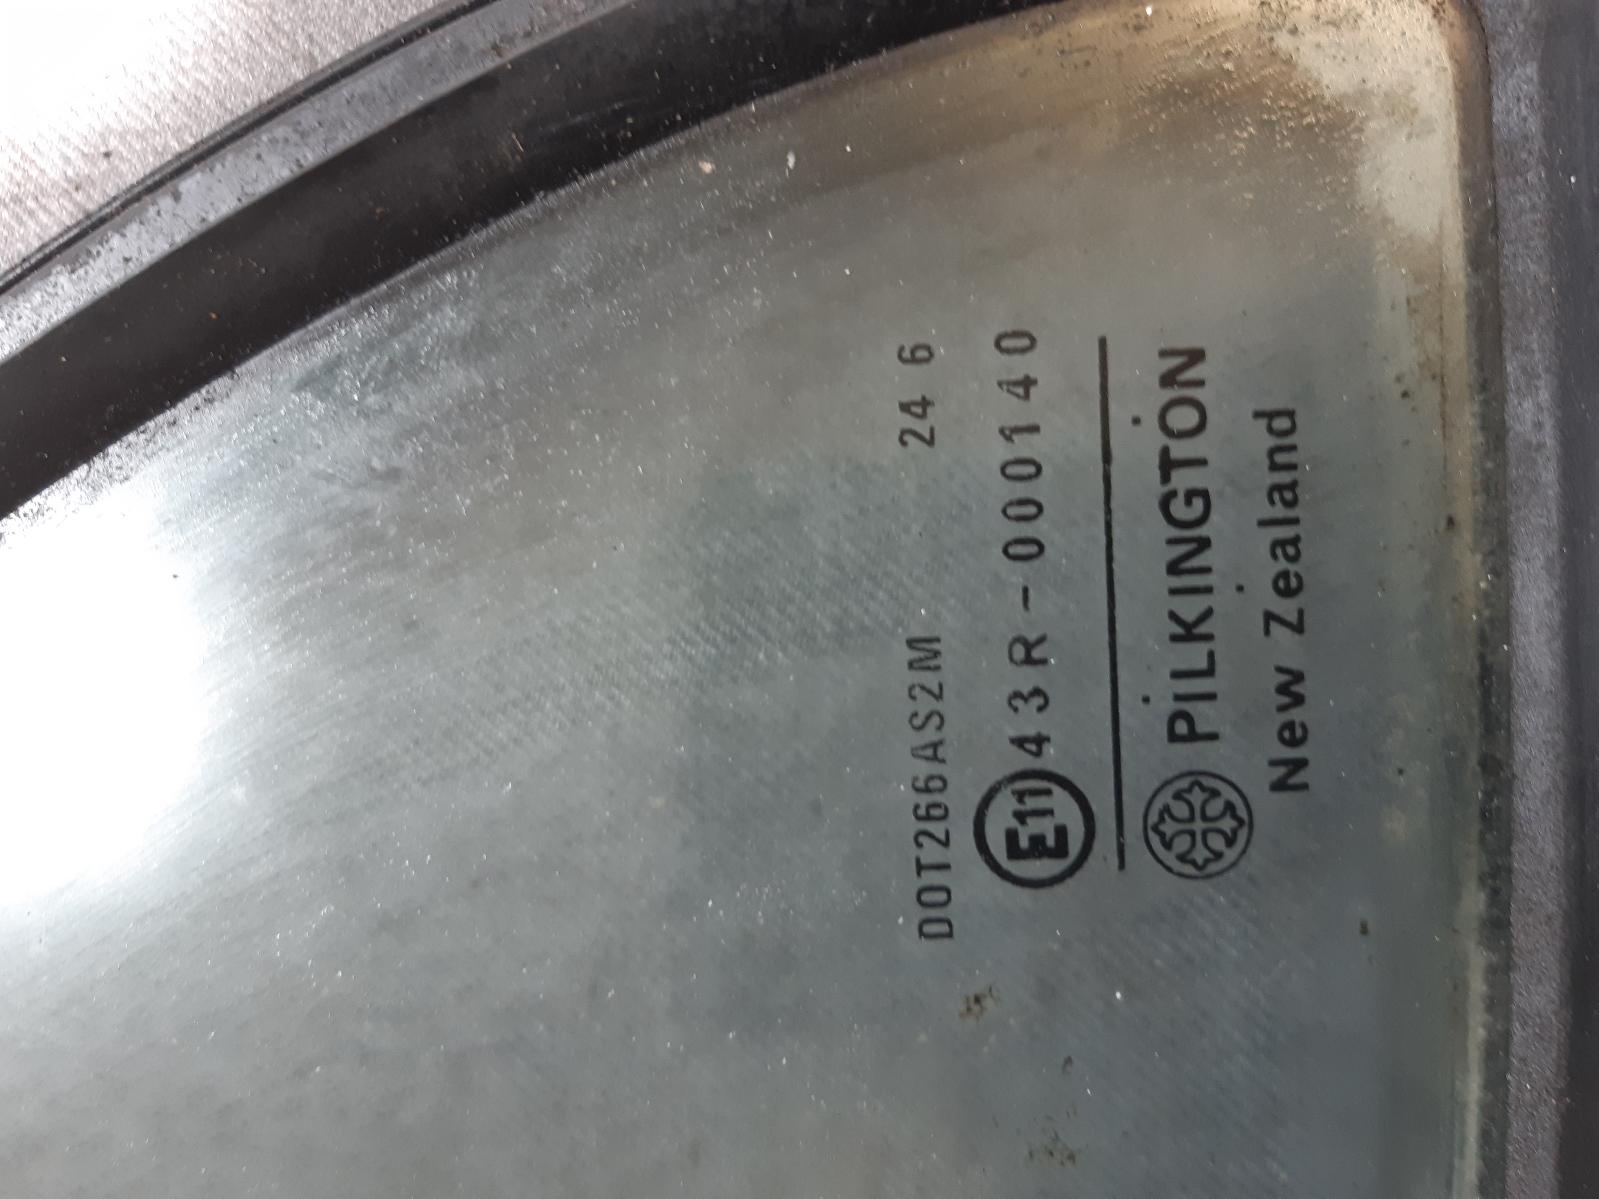 DOT266AS2M 24 6
E11 43R-000140
PILKINGTON
New Zealand